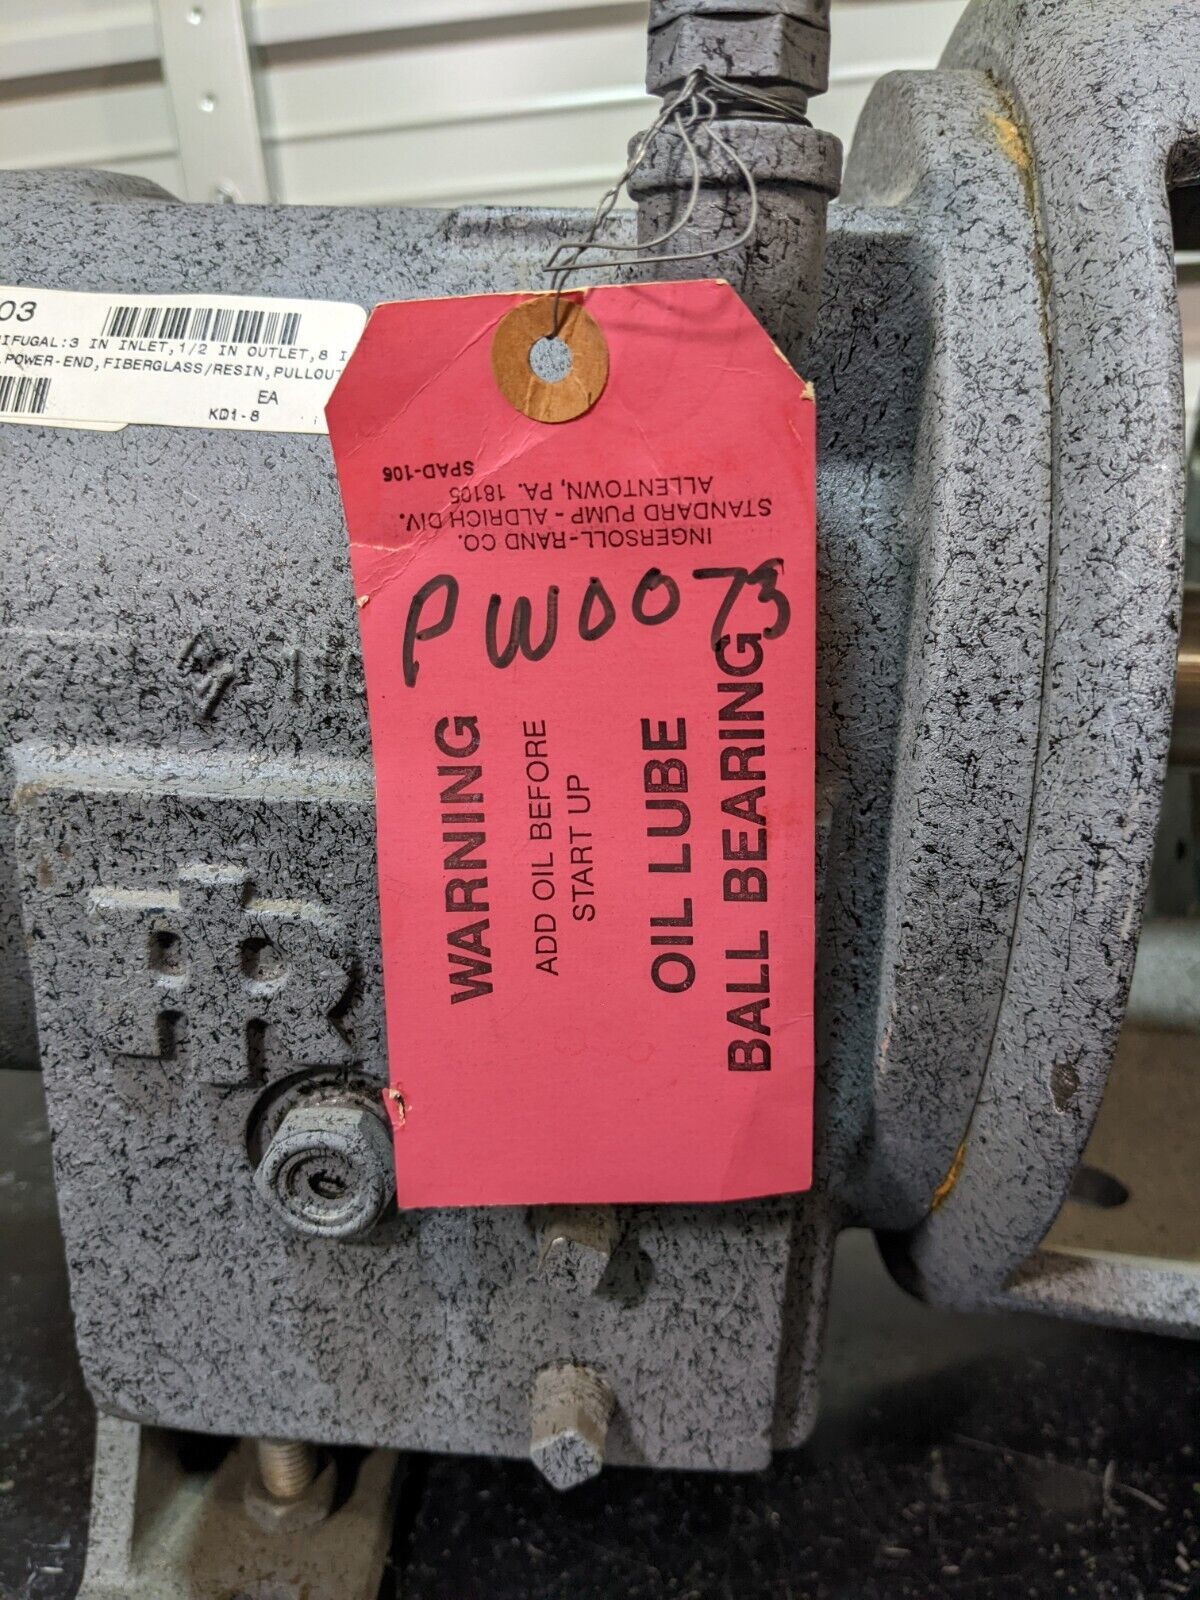 03
IFUGAL:3 IN INLET,1/2 IN OUTLET,8 I
POWER-END,FIBERGLASS/RESIN,PULLOUT
EA
KD1-8
SPAD-106
INGERSOLL-RAND CO.
STANDARD PUMP - ALDRICH DIV.
ALLENTOWN, PA. 18105
PW0073
WARNING
ADD OIL BEFORE
START UP
OIL LUBE
BALL BEARING
IR